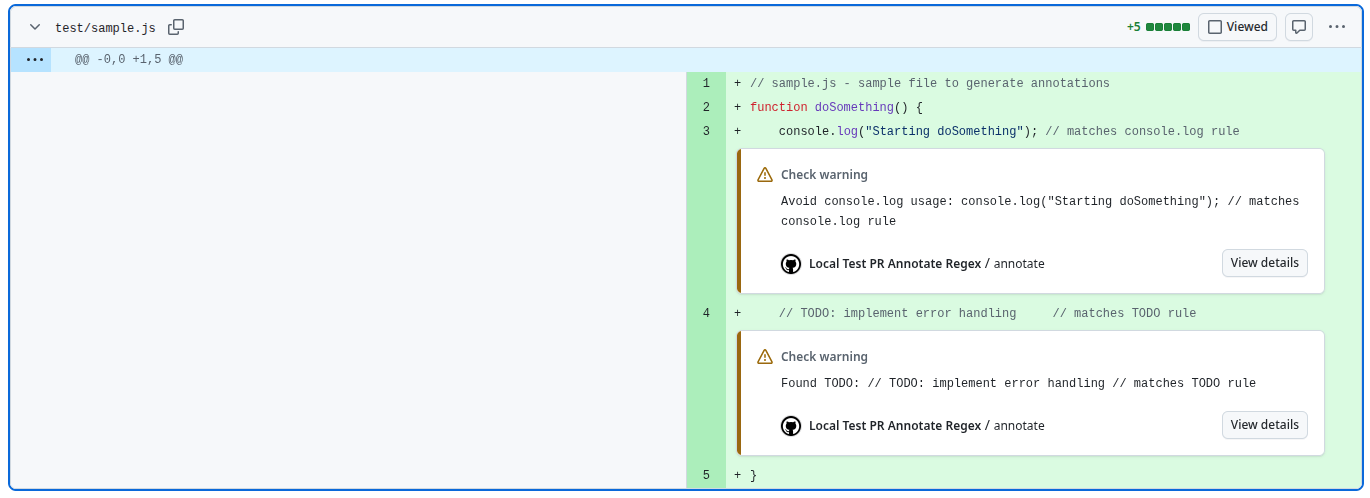 test/sample.js
+5 Viewed
@@ -0,0 +1,5 @@
1 + // sample.js - sample file to generate annotations
2 + function doSomething() {
3 +     console.log("Starting doSomething"); // matches console.log rule
Check warning
Avoid console.log usage: console.log("Starting doSomething"); // matches
console.log rule
Local Test PR Annotate Regex / annotate View details
4 +     // TODO: implement error handling     // matches TODO rule
Check warning
Found TODO: // TODO: implement error handling // matches TODO rule
Local Test PR Annotate Regex / annotate View details
5 + }